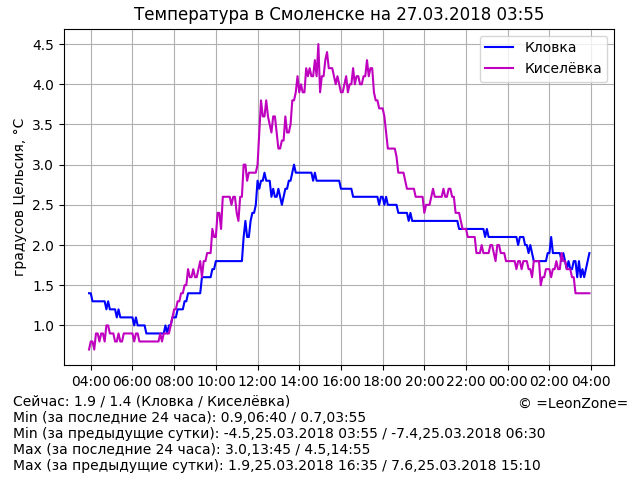 Температура в Смоленске на 27.03.2018 03:55
градусов Цельсия, °C
4.5
4.0
3.5
3.0
2.5
2.0
1.5
1.0
Кловка
Киселёвка
04:00 06:00 08:00 10:00 12:00 14:00 16:00 18:00 20:00 22:00 00:00 02:00 04:00
Сейчас: 1.9 / 1.4 (Кловка / Киселёвка)
© =LeonZone=
Min (за последние 24 часа): 0.9,06:40 / 0.7,03:55
Min (за предыдущие сутки): -4.5,25.03.2018 03:55 / -7.4,25.03.2018 06:30
Max (за последние 24 часа): 3.0,13:45 / 4.5,14:55
Max (за предыдущие сутки): 1.9,25.03.2018 16:35 / 7.6,25.03.2018 15:10